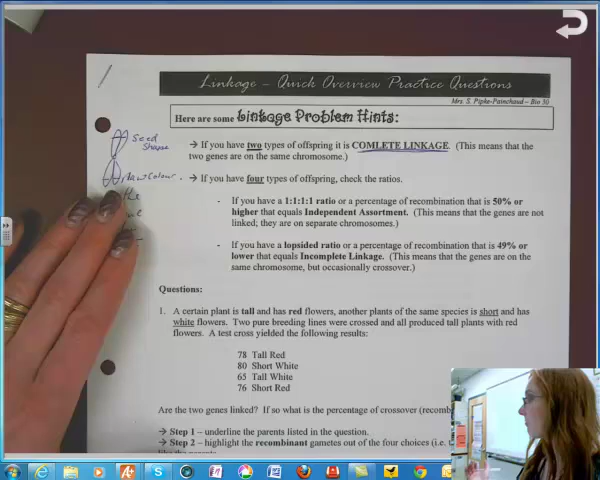 Linkage – Quick Overview Practice Questions
Mrs. S. Pipke-Painchaud – Bio 30
Here are some Linkage Problem Hints:
Seed
Shape
→ If you have two types of offspring it is COMLETE LINKAGE. (This means that the
two genes are on the same chromosome.)
→ If you have four types of offspring, check the ratios.
- If you have a 1:1:1:1 ratio or a percentage of recombination that is 50% or
higher that equals Independent Assortment. (This means that the genes are not
linked; they are on separate chromosomes.)
- If you have a lopsided ratio or a percentage of recombination that is 49% or
lower that equals Incomplete Linkage. (This means that the genes are on the
same chromosome, but occasionally crossover.)
Questions:
1. A certain plant is tall and has red flowers, another plants of the same species is short and has
white flowers. Two pure breeding lines were crossed and all produced tall plants with red
flowers. A test cross yielded the following results:
78 Tall Red
80 Short White
65 Tall White
76 Short Red
Are the two genes linked? If so what is the percentage of crossover (recomb
→ Step 1 – underline the parents listed in the question.
→ Step 2 – highlight the recombinant gametes out of the four choices (i.e.